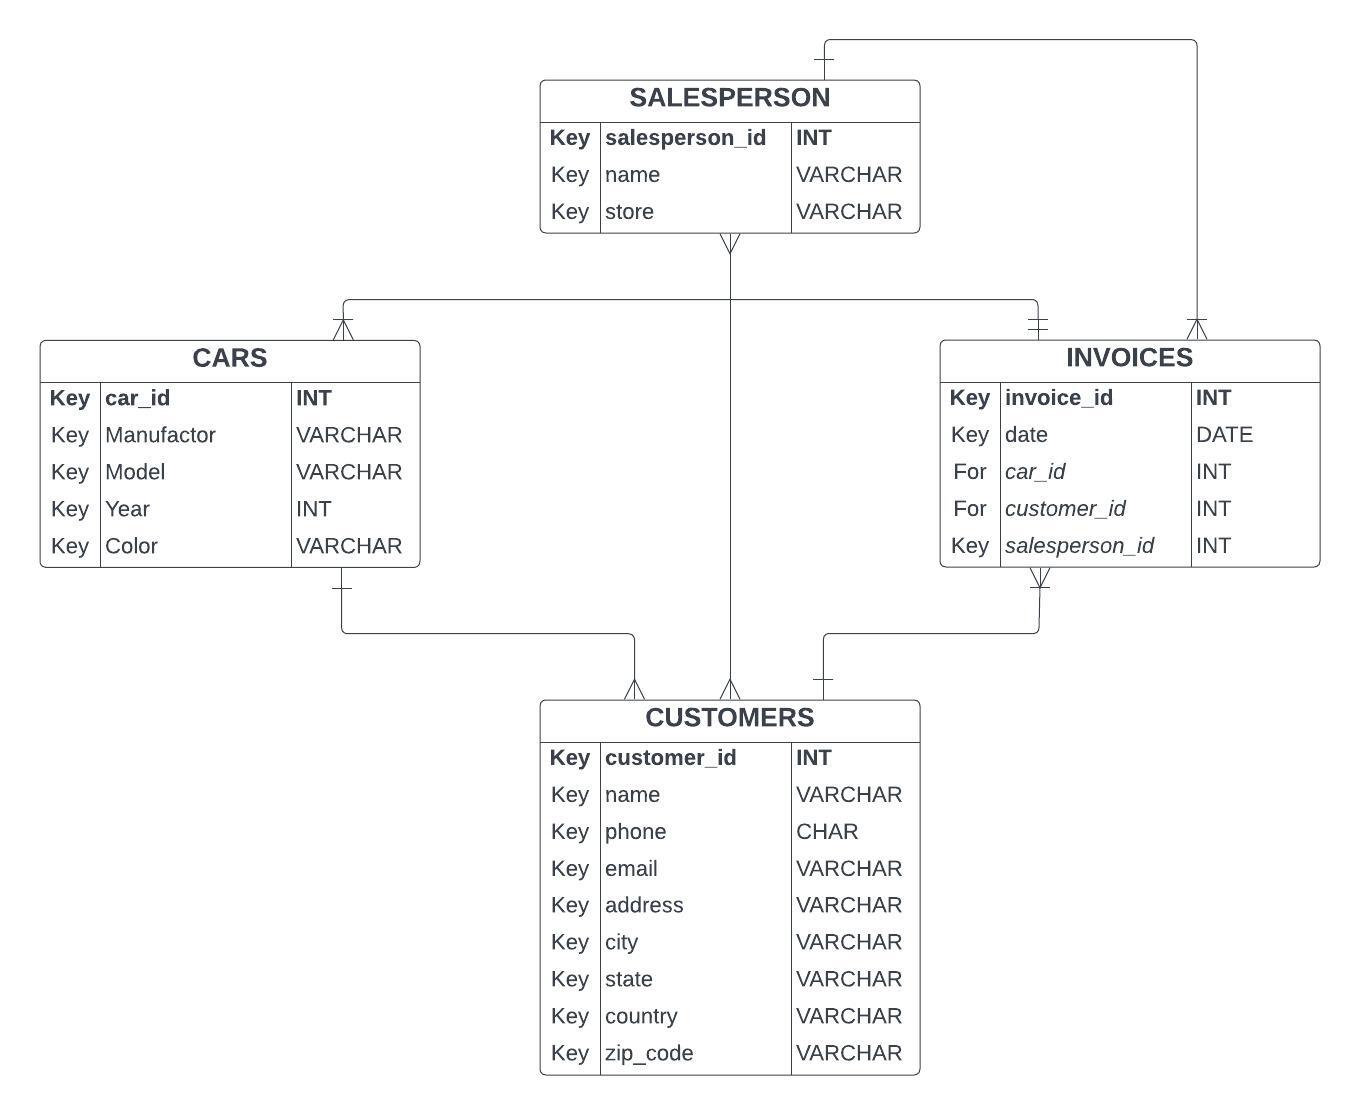 SALESPERSON
Key salesperson_id INT
Key name VARCHAR
Key store VARCHAR
CARS
Key car_id INT
Key Manufactor VARCHAR
Key Model VARCHAR
Key Year INT
Key Color VARCHAR
INVOICES
Key invoice_id INT
Key date DATE
For car_id INT
For customer_id INT
Key salesperson_id INT
CUSTOMERS
Key customer_id INT
Key name VARCHAR
Key phone CHAR
Key email VARCHAR
Key address VARCHAR
Key city VARCHAR
Key state VARCHAR
Key country VARCHAR
Key zip_code VARCHAR